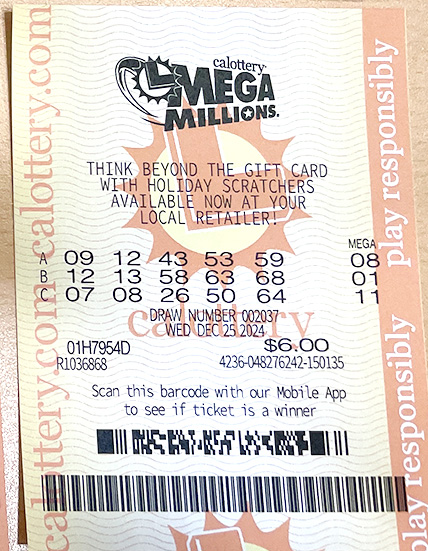 calottery
MEGA
MILLIONS.
THINK BEYOND THE GIFT CARD
WITH HOLIDAY SCRATCHERS
AVAILABLE NOW AT YOUR
LOCAL RETAILER!
MEGA
A 09 12 43 53 59 08
B 12 13 58 63 68 01
C 07 08 26 50 64 11
DRAW NUMBER 002037
WED DEC 25 2024
calottery
01H7954D $6.00
R1036868 4236-048276242-150135
Scan this barcode with our Mobile App
to see if ticket is a winner
calottery.com
calottery.com
play responsibly
play responsibly